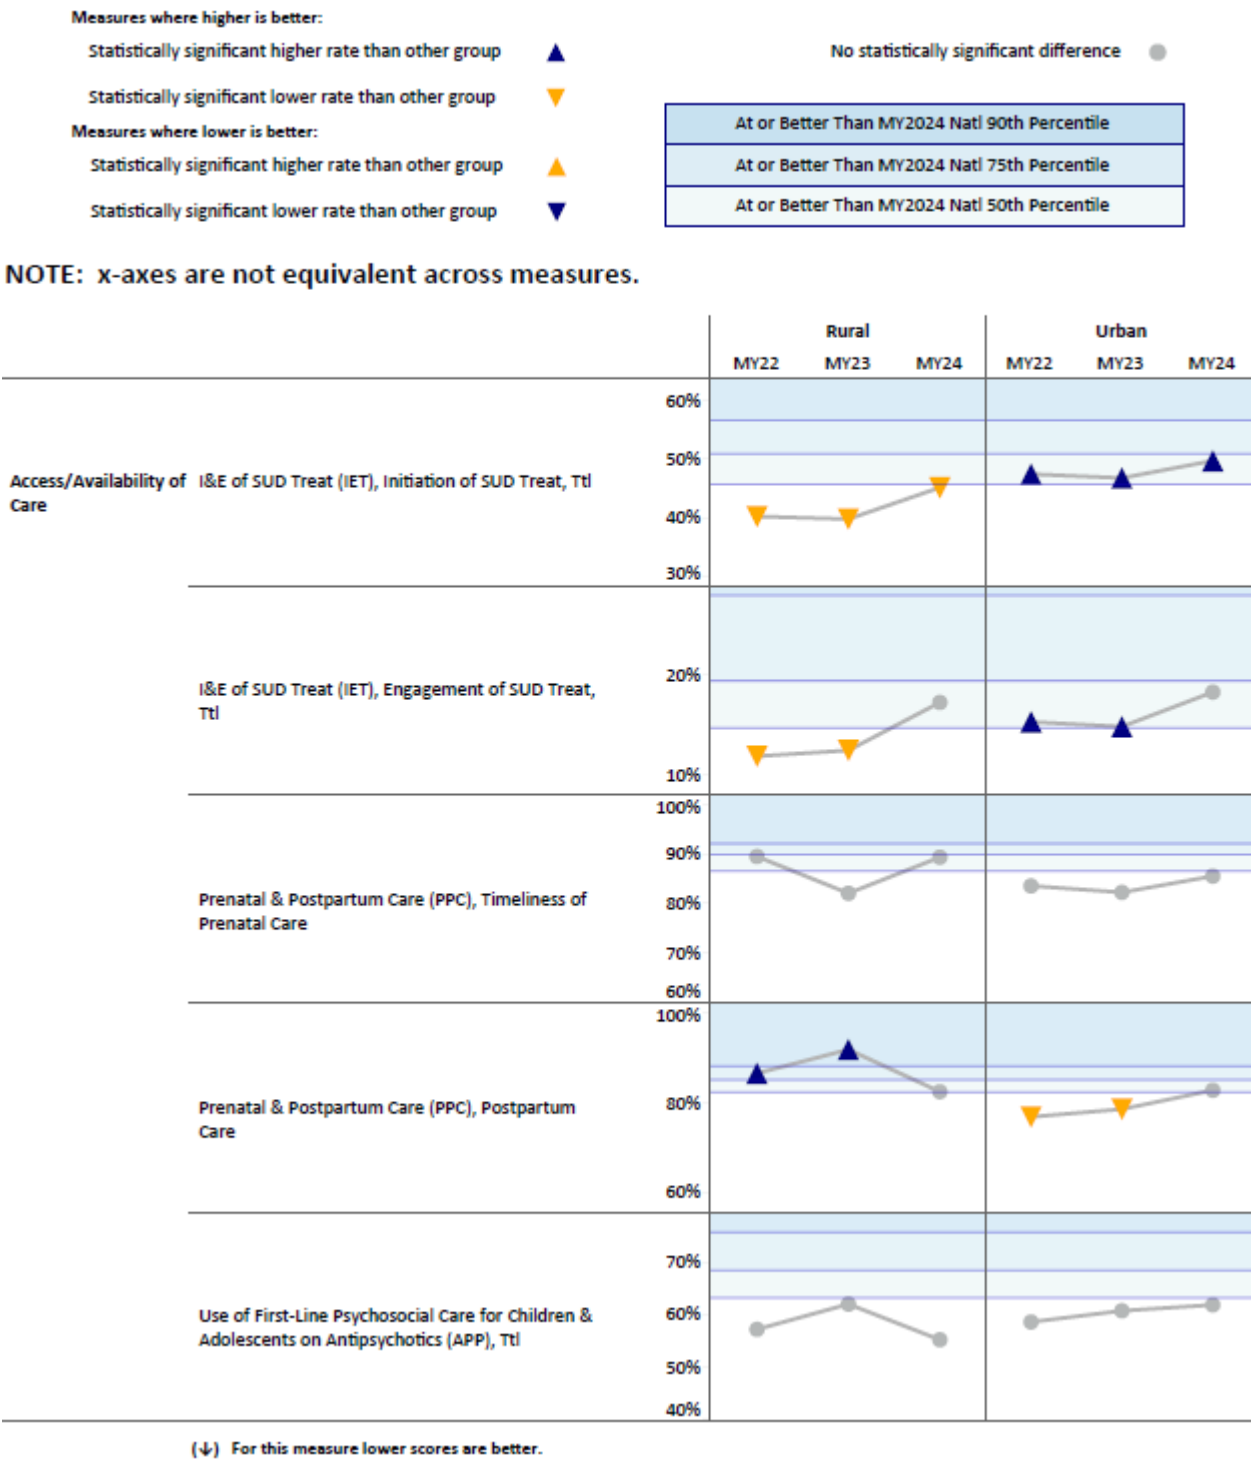 Measures where higher is better:
Statistically significant higher rate than other group
No statistically significant difference
Statistically significant lower rate than other group
Measures where lower is better:
Statistically significant higher rate than other group
Statistically significant lower rate than other group
At or Better Than MY2024 Natl 90th Percentile
At or Better Than MY2024 Natl 75th Percentile
At or Better Than MY2024 Natl 50th Percentile
NOTE: x-axes are not equivalent across measures.
Rural Urban
MY22 MY23 MY24 MY22 MY23 MY24
Access/Availability of
Care
I&E of SUD Treat (IET), Initiation of SUD Treat, Ttl
60%
50%
40%
30%
I&E of SUD Treat (IET), Engagement of SUD Treat,
Ttl
20%
10%
Prenatal & Postpartum Care (PPC), Timeliness of
Prenatal Care
100%
90%
80%
70%
60%
Prenatal & Postpartum Care (PPC), Postpartum
Care
100%
80%
60%
Use of First-Line Psychosocial Care for Children &
Adolescents on Antipsychotics (APP), Ttl
70%
60%
50%
40%
(↓) For this measure lower scores are better.